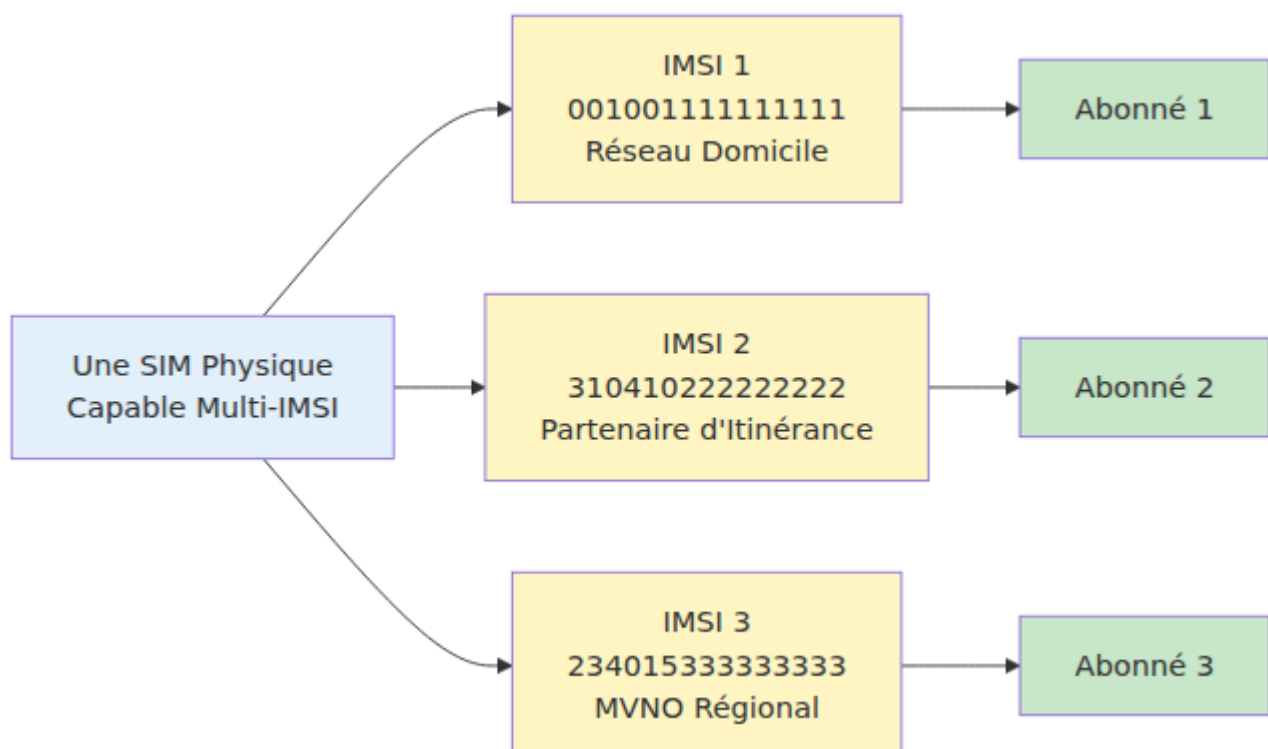 Une SIM Physique
Capable Multi-IMSI
IMSI 1
001001111111111
Réseau Domicile
Abonné 1
IMSI 2
310410222222222
Partenaire d'Itinérance
Abonné 2
IMSI 3
234015333333333
MVNO Régional
Abonné 3